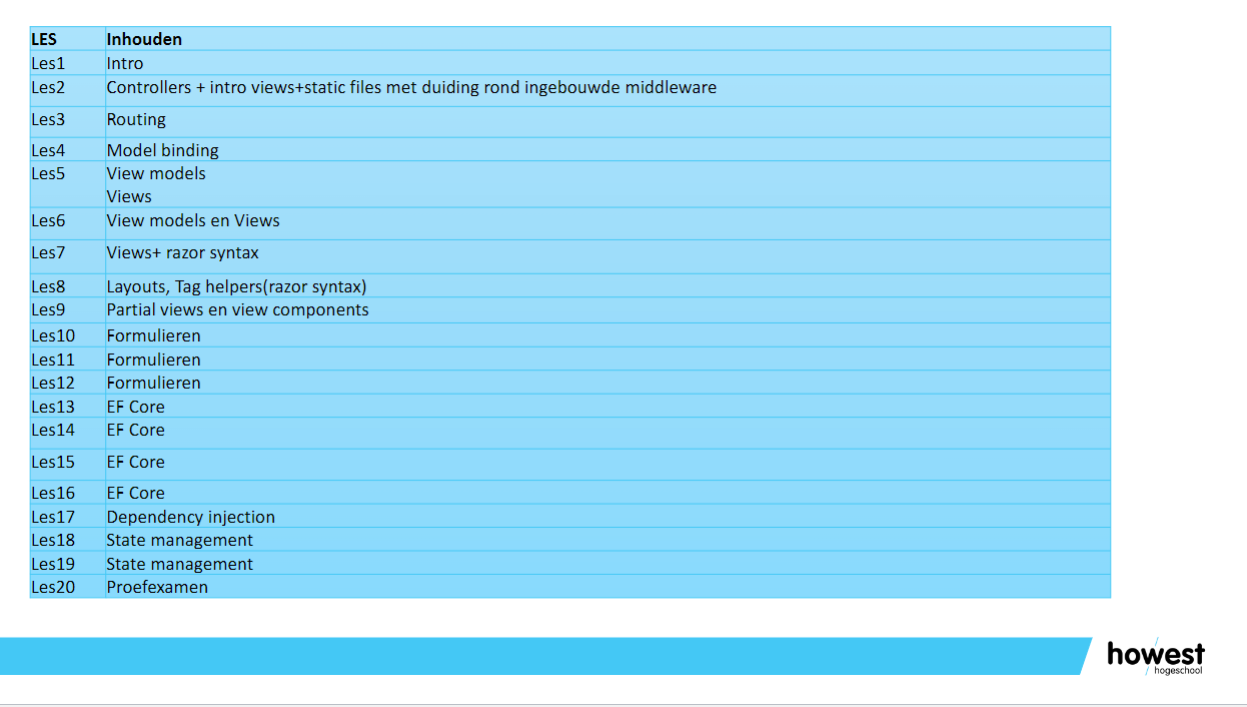 LES Inhouden
Les1 Intro
Les2 Controllers + intro views+static files met duiding rond ingebouwde middleware
Les3 Routing
Les4 Model binding
Les5 View models
Views
Les6 View models en Views
Les7 Views+ razor syntax
Les8 Layouts, Tag helpers(razor syntax)
Les9 Partial views en view components
Les10 Formulieren
Les11 Formulieren
Les12 Formulieren
Les13 EF Core
Les14 EF Core
Les15 EF Core
Les16 EF Core
Les17 Dependency injection
Les18 State management
Les19 State management
Les20 Proefexamen
howest
hogeschool